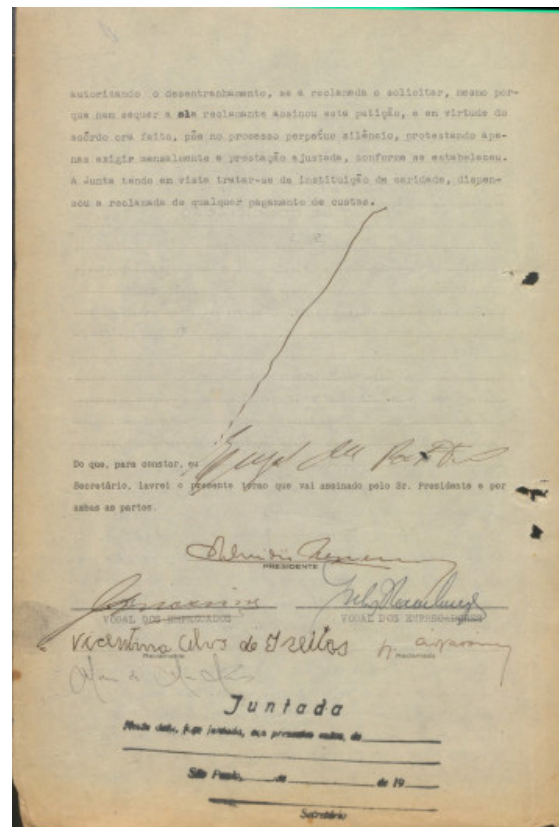 autorizando o desentranhamento, se a reclamada o solicitar, mesmo por-
que nem sequer a ela reclamante assinou esta petição, e em virtude do
acôrdo ora feito, põe no processo perpetuo silêncio, protestando ape-
nas exigir mensalmente a prestação ajustada, conforme se estabeleceu.
A Junta tendo em vista tratar-se de instituição de caridade, dispen-
sou a reclamada de qualquer pagamento de custas.
Do que, para constar, eu
Secretário, lavrei o presente termo que vai assinado pelo Sr. Presidente e por
ambas as partes.
PRESIDENTE
VOGAL DOS EMPREGADOS VOGAL DOS EMPREGADORES
Vicentina Alves de Freitas
Reclamante Reclamado
Juntada
Nesta data, faço juntada, aos presentes autos, de
São Paulo, de de 19
Secretário